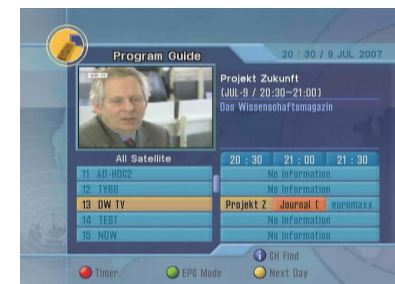 Program Guide
20 : 30 / 9 JUL 2007
Projekt Zukunft
(JUL-9 / 20:30~21:00)
Das Wissenschaftsmagazin
All Satellite
20 : 30 21 : 00 21 : 30
11 AD-HOC2 No Information
12 TV88 No Information
13 DW TV Projekt Z Journal ( euromaxx
14 TEST No Information
15 NOW No Information
CH Find
Timer EPG Mode Next Day